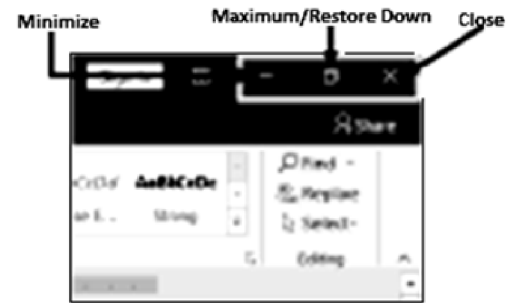 Minimize Maximum/Restore Down Close
Share
Find
AaBbCcDc Replace
Strong Select
Editing